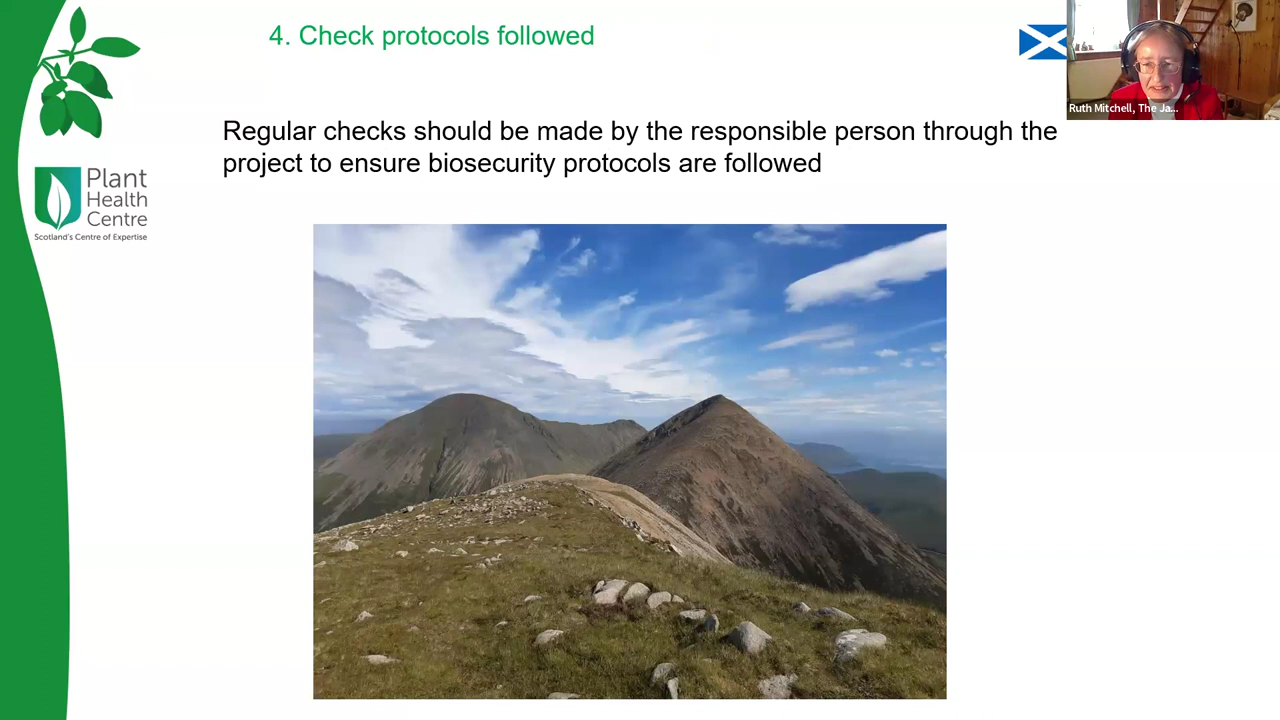 4. Check protocols followed
Ruth Mitchell, The Ja...
Regular checks should be made by the responsible person through the
project to ensure biosecurity protocols are followed
Plant
Health
Centre
Scotland's Centre of Expertise